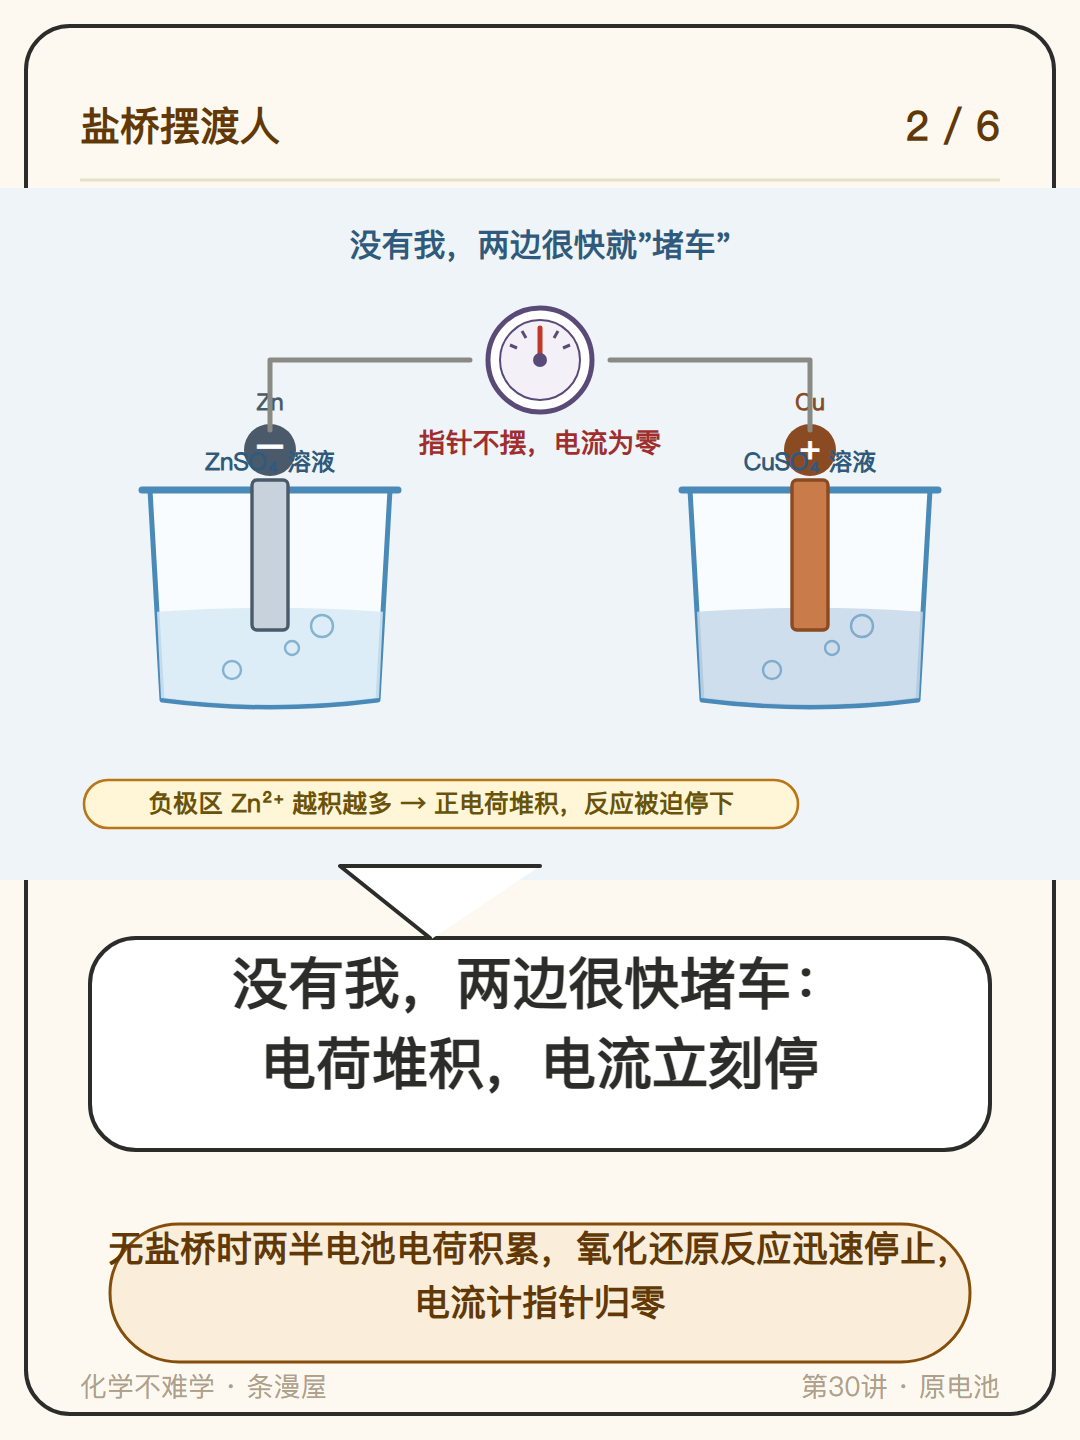 盐桥摆渡人
2 / 6
没有我，两边很快就”堵车”
Zn
Cu
指针不摆，电流为零
−
+
ZnSO₄ 溶液
CuSO₄ 溶液
负极区 Zn²⁺ 越积越多 → 正电荷堆积，反应被迫停下
没有我，两边很快堵车：
电荷堆积，电流立刻停
无盐桥时两半电池电荷积累，氧化还原反应迅速停止，
电流计指针归零
化学不难学 · 条漫屋
第30讲 · 原电池